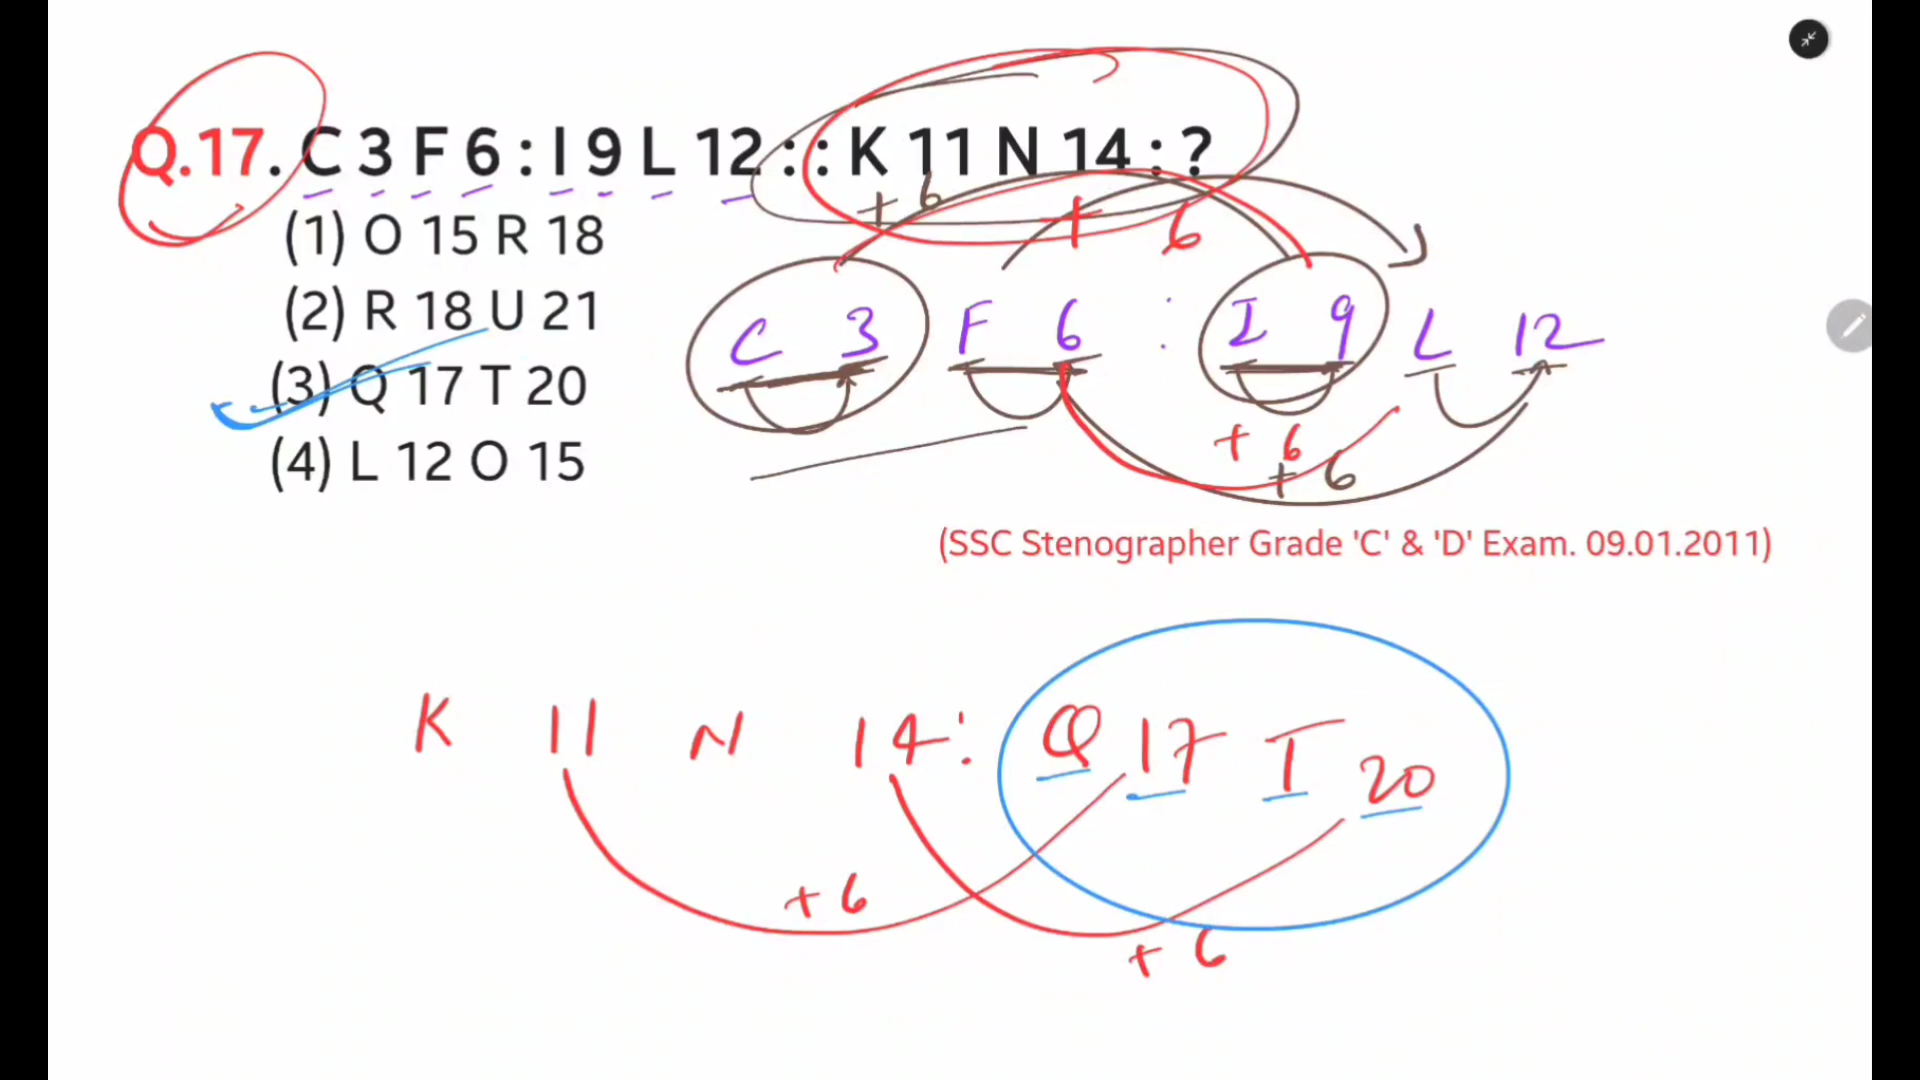 Q.17. C 3 F 6 : I 9 L 12 :: K 11 N 14 : ?
(1) O 15 R 18
(2) R 18 U 21
(3) Q 17 T 20
(4) L 12 O 15
+ 6
+ 6
C 3 F 6 : I 9 L 12
+ 6
+ 6
(SSC Stenographer Grade 'C' & 'D' Exam. 09.01.2011)
K 11 N 14 : Q 17 T 20
+ 6
+ 6